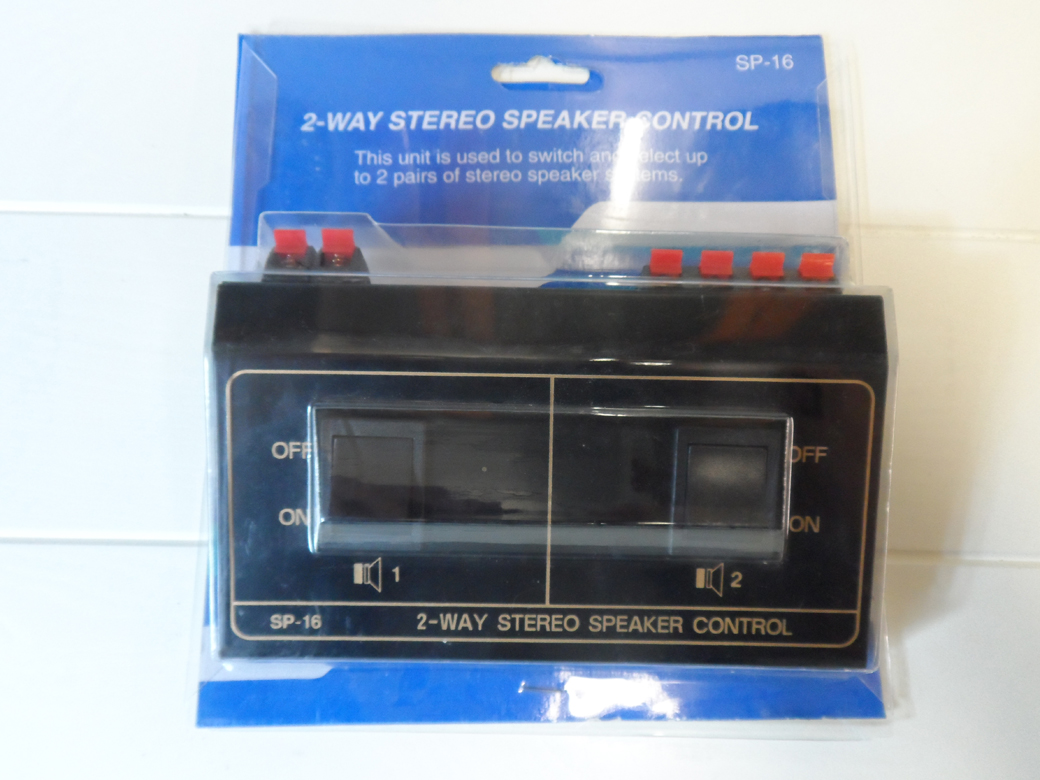 SP-16
2-WAY STEREO SPEAKER CONTROL
This unit is used to switch and select up
to 2 pairs of stereo speaker systems.
OFF OFF
ON ON
1 2
SP-16 2-WAY STEREO SPEAKER CONTROL